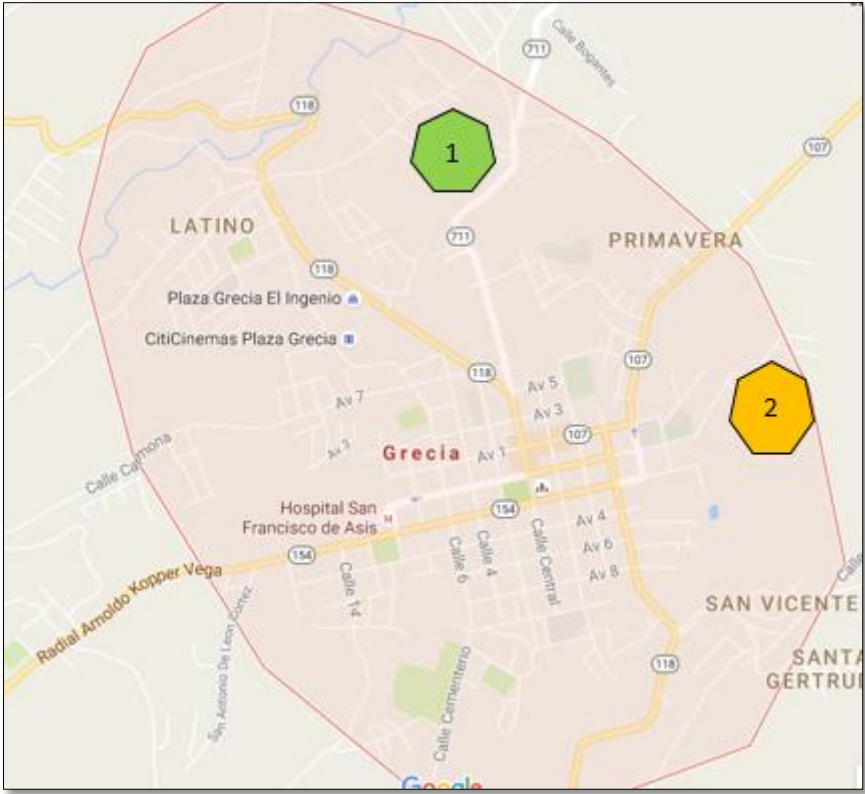 711
Calle Bogantes
118
107
1
LATINO
711
PRIMAVERA
118
Plaza Grecia El Ingenio
CitiCinemas Plaza Grecia
107
118
Av 5
Av 7
Av 3
2
107
Av 3
Grecia
Av 1
Calle Carmona
Hospital San
Francisco de Asis
H
154
Av 4
154
Av 6
Calle 6
Calle 4
Calle Central
Av 8
Radial Arnoldo Kopper Vega
Calle 14
San Antonio De Leon Cortez
SAN VICENTE
118
SANTA
Calle Cementerio
Google